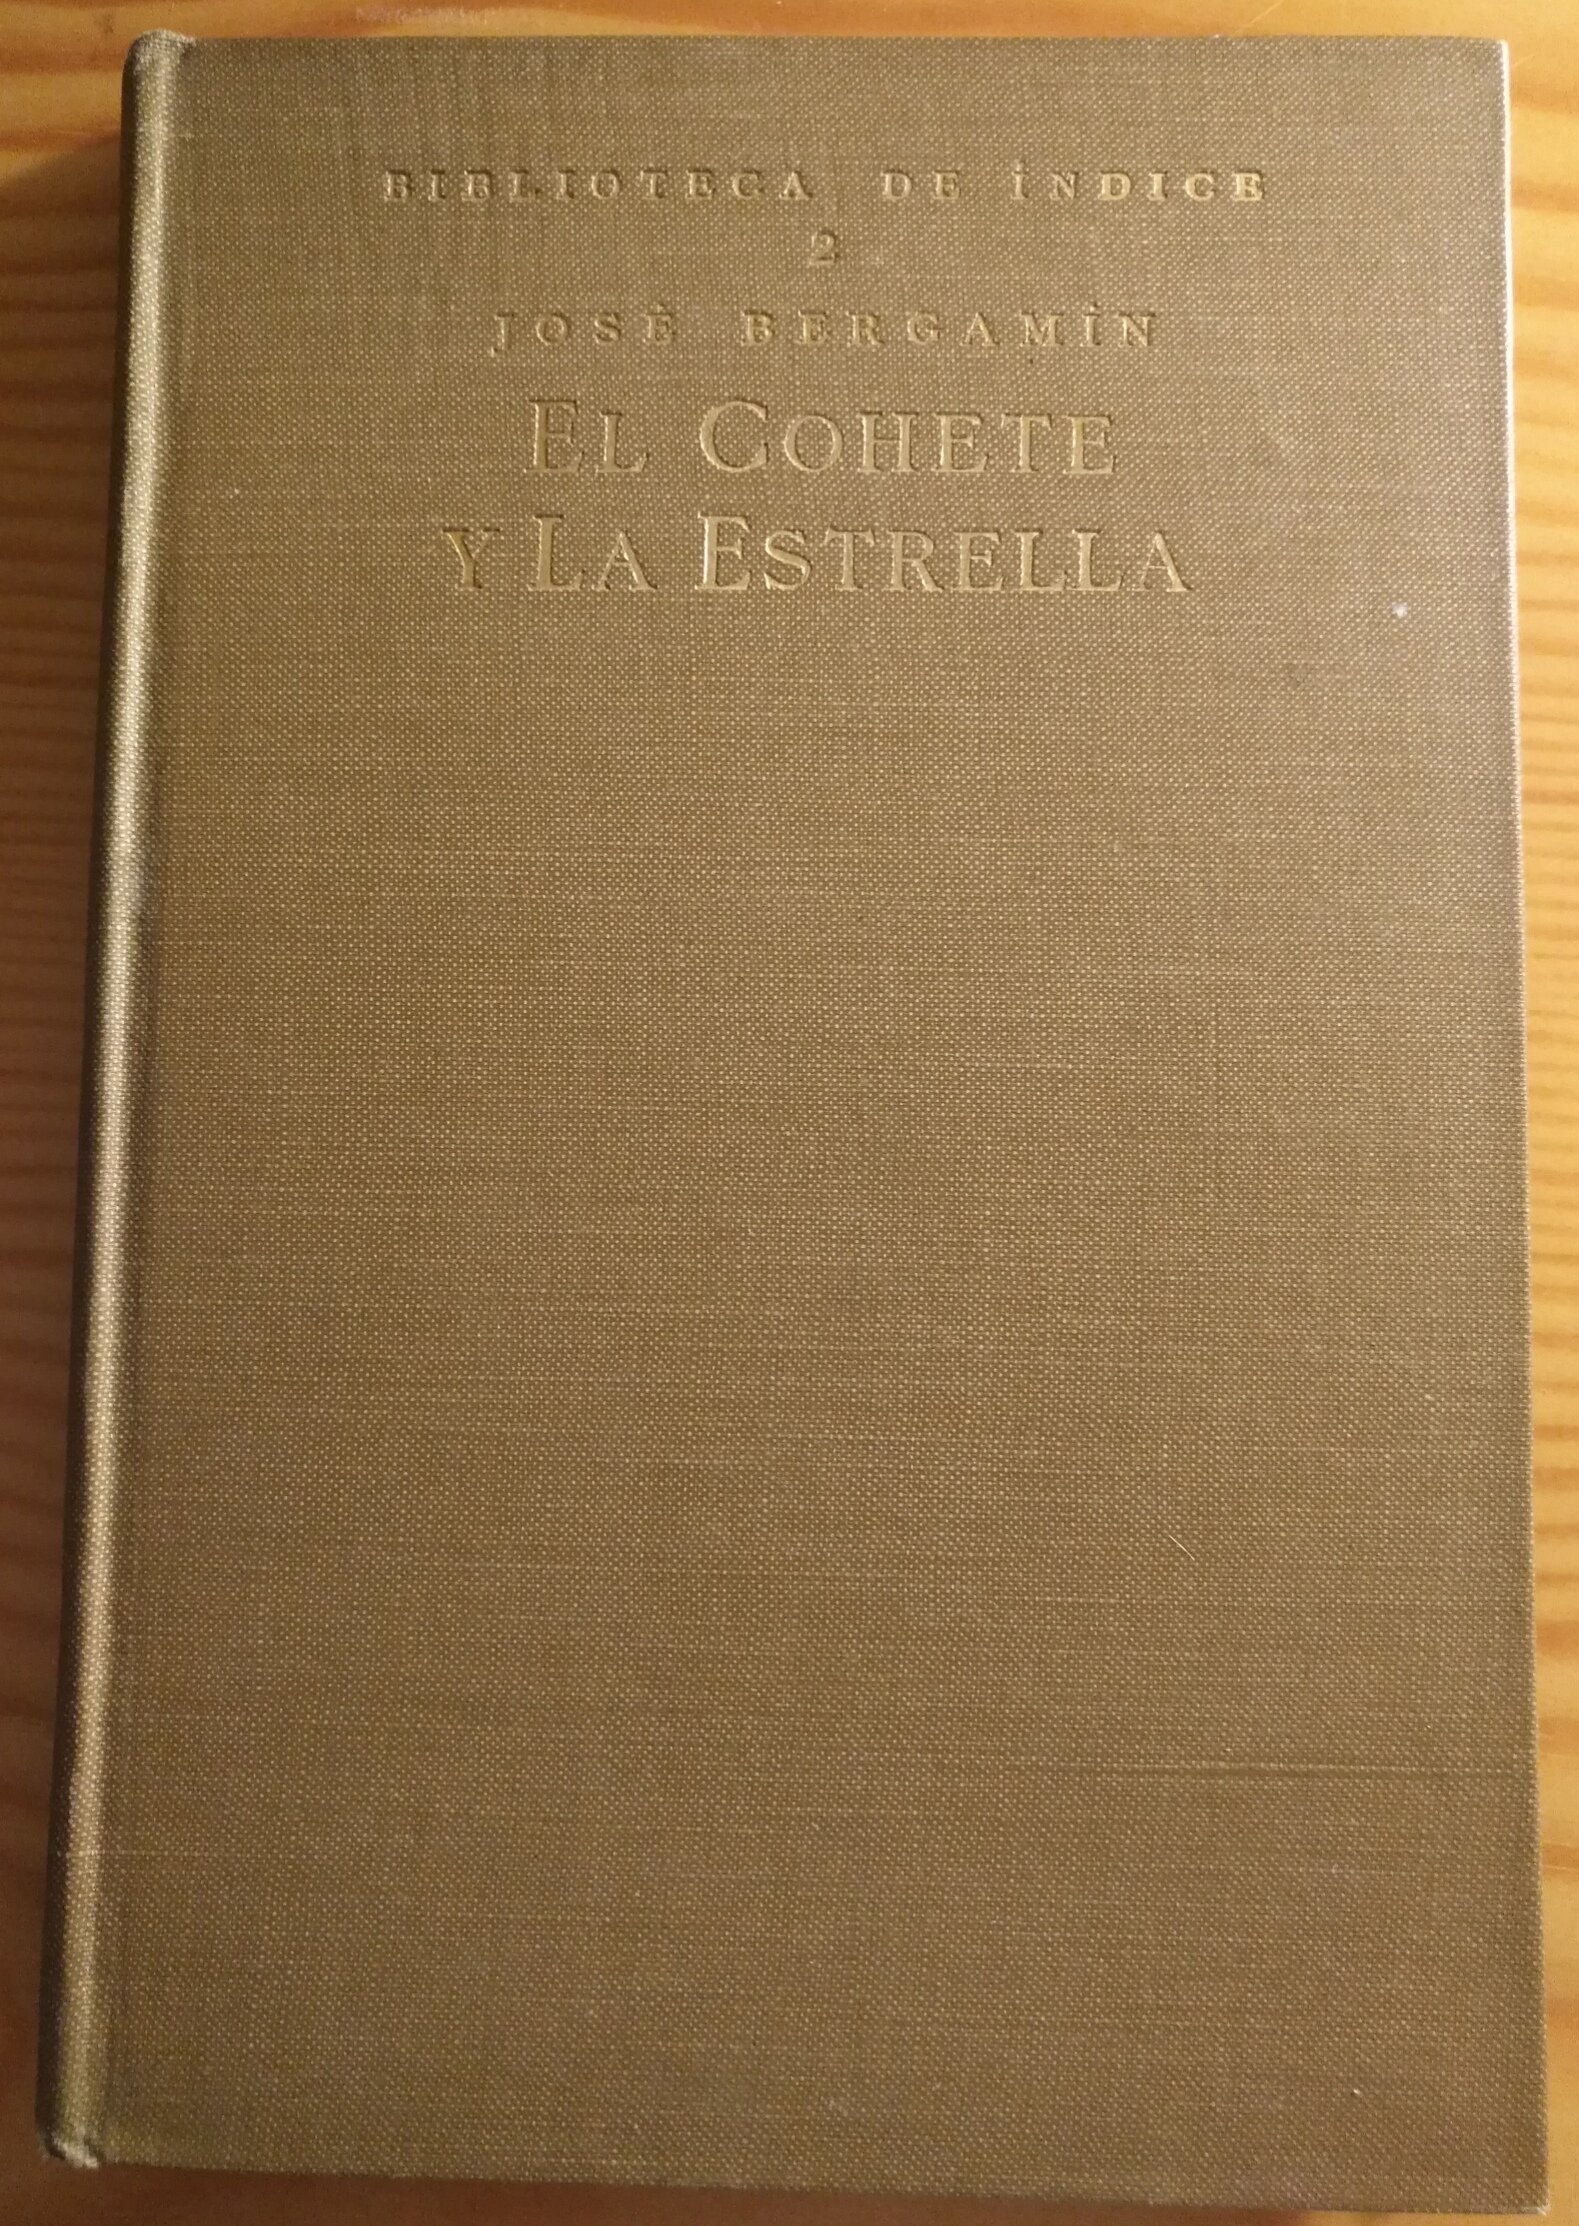 BIBLIOTECA DE ÍNDICE
2
JOSÉ BERGAMÍN
EL COHETE
Y LA ESTRELLA